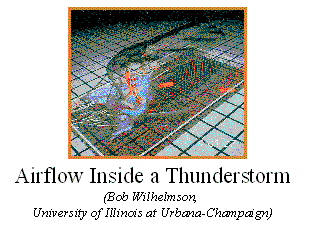 Airflow Inside a Thunderstorm
(Bob Wilhelmson,
University of Illinois at Urbana-Champaign)